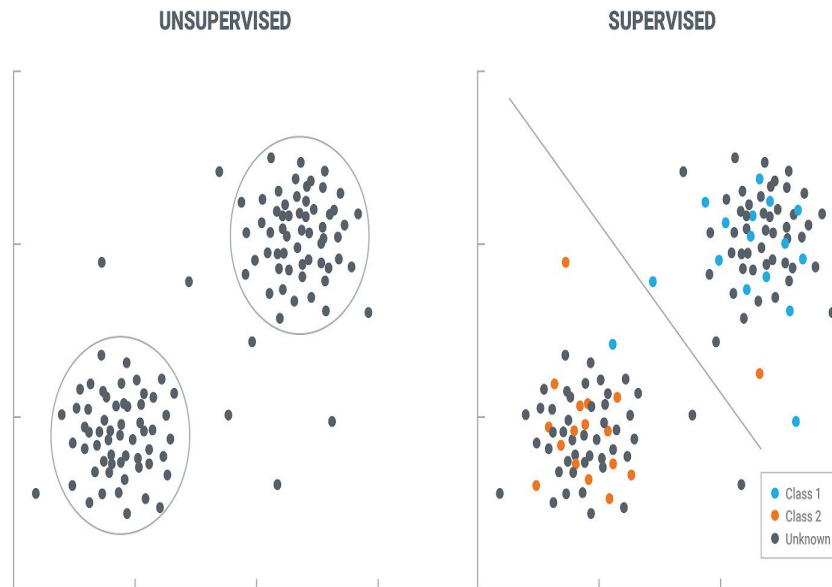 UNSUPERVISED
SUPERVISED
Class 1
Class 2
Unknown